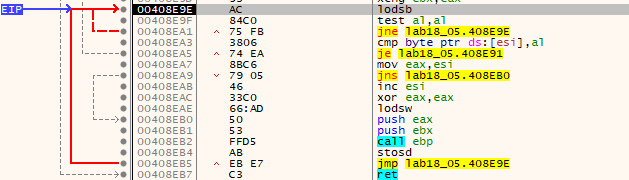 EIP 00408E9E AC lodsb
00408E9F 84C0 test al,al
00408EA1 ^ 75 FB jne lab18_05.408E9E
00408EA3 3806 cmp byte ptr ds:[esi],al
00408EA5 ^ 74 EA je lab18_05.408E91
00408EA7 8BC6 mov eax,esi
00408EA9 v 79 05 jns lab18_05.408EB0
00408EAB 46 inc esi
00408EAC 33C0 xor eax,eax
00408EAE 66:AD lodsw
00408EB0 50 push eax
00408EB1 53 push ebx
00408EB2 FFD5 call ebp
00408EB4 AB stosd
00408EB5 ^ EB E7 jmp lab18_05.408E9E
00408EB7 C3 ret